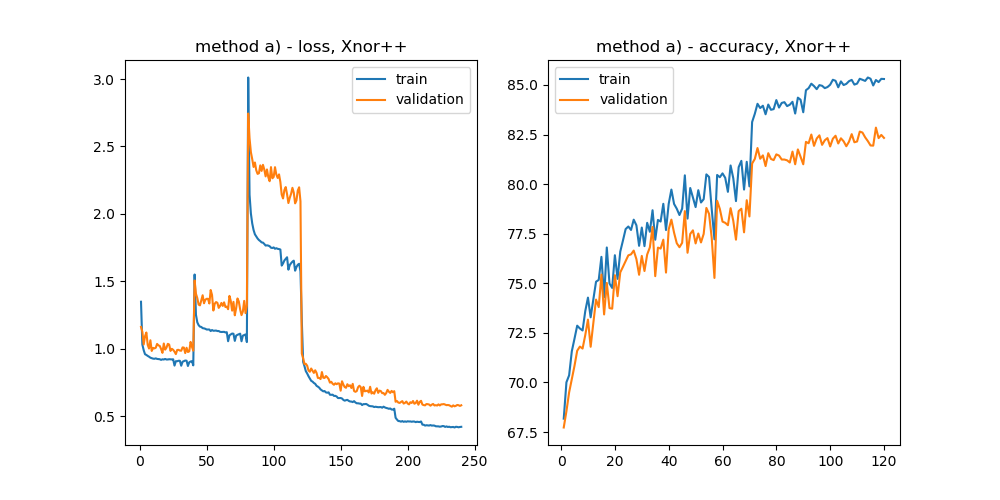 method a) - loss, Xnor++
train
validation
3.0
2.5
2.0
1.5
1.0
0.5
0 50 100 150 200 250
method a) - accuracy, Xnor++
train
validation
85.0
82.5
80.0
77.5
75.0
72.5
70.0
67.5
0 20 40 60 80 100 120